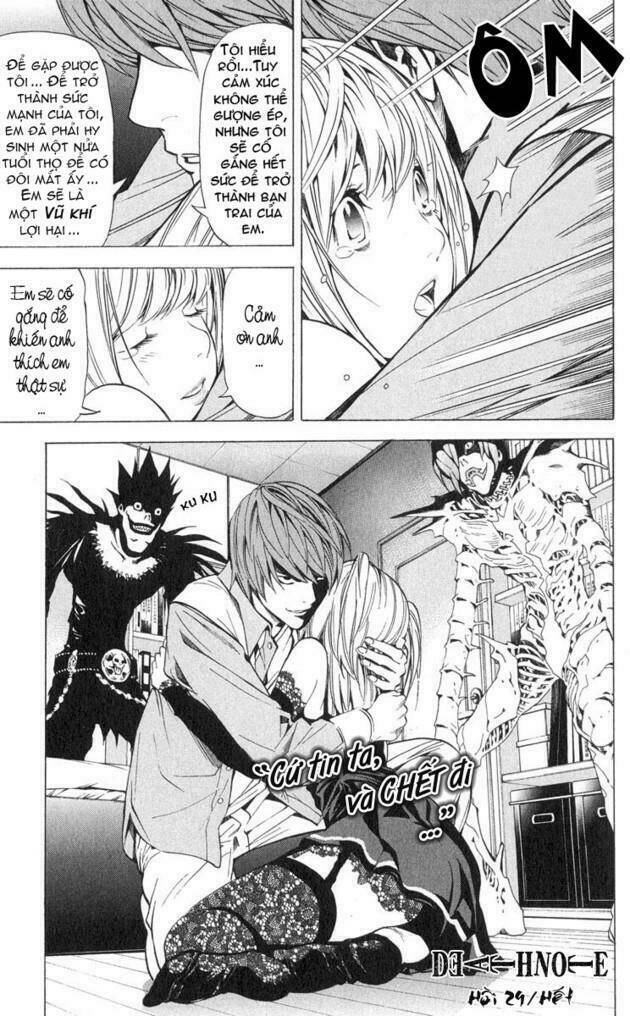 ÔM
TÔI HIỂU
RỒI...TUY
CẢM XÚC
KHÔNG THỂ
GƯỢNG ÉP,
NHƯNG TÔI
SẼ CỐ
GẮNG HẾT
SỨC ĐỂ TRỞ
THÀNH BẠN
TRAI CỦA
EM.
ĐỂ GẶP ĐƯỢC
TÔI... ĐỂ TRỞ
THÀNH SỨC
MẠNH CỦA TÔI,
EM ĐÃ PHẢI HY
SINH MỘT NỬA
TUỔI THỌ ĐỂ CÓ
ĐÔI MẮT ẤY...
EM SẼ LÀ
MỘT VŨ KHÍ
LỢI HẠI...
Cảm
ơn anh
...
Em sẽ cố
gắng để
khiến anh
thích em
thật sự
...
KU KU
"Cứ tin ta,
và CHẾT đi
..."
DEATHNOTE
Hồi 29/Hết